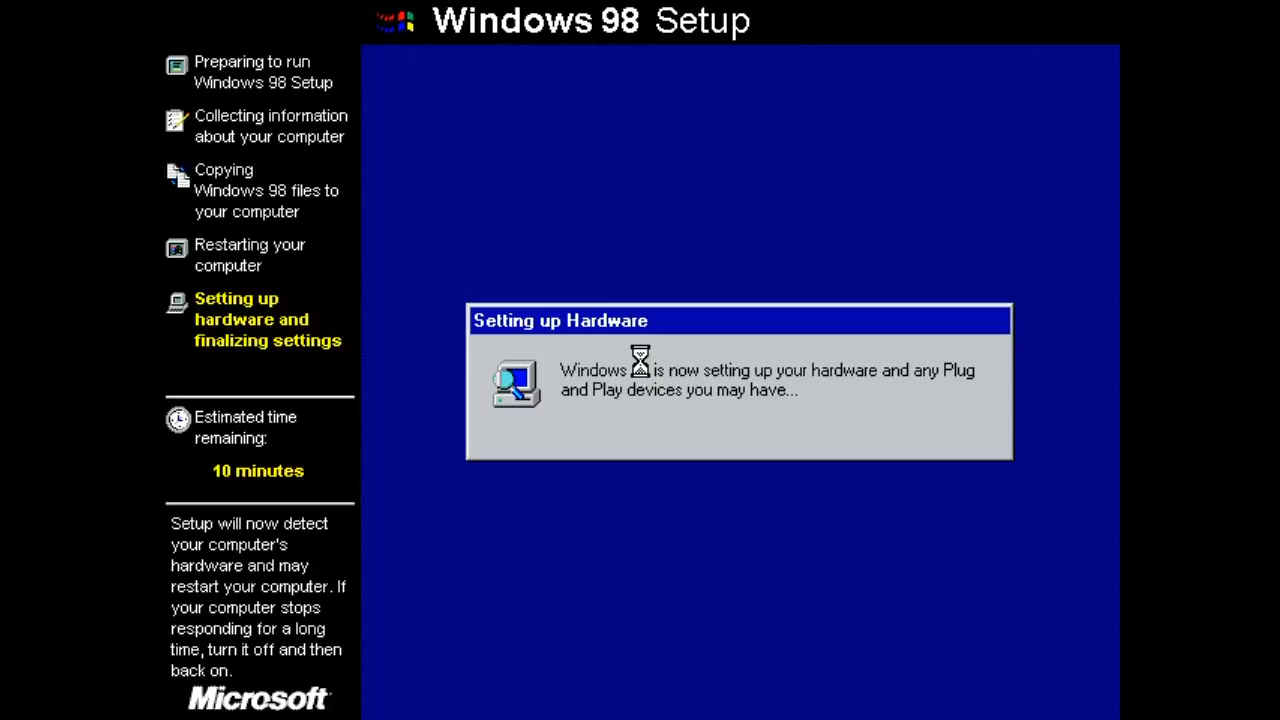 Windows 98 Setup
Preparing to run
Windows 98 Setup
Collecting information
about your computer
Copying
Windows 98 files to
your computer
Restarting your
computer
Setting up
hardware and
finalizing settings
Estimated time
remaining:
10 minutes
Setup will now detect
your computer's
hardware and may
restart your computer. If
your computer stops
responding for a long
time, turn it off and then
back on.
Microsoft
Setting up Hardware
Windows is now setting up your hardware and any Plug
and Play devices you may have...